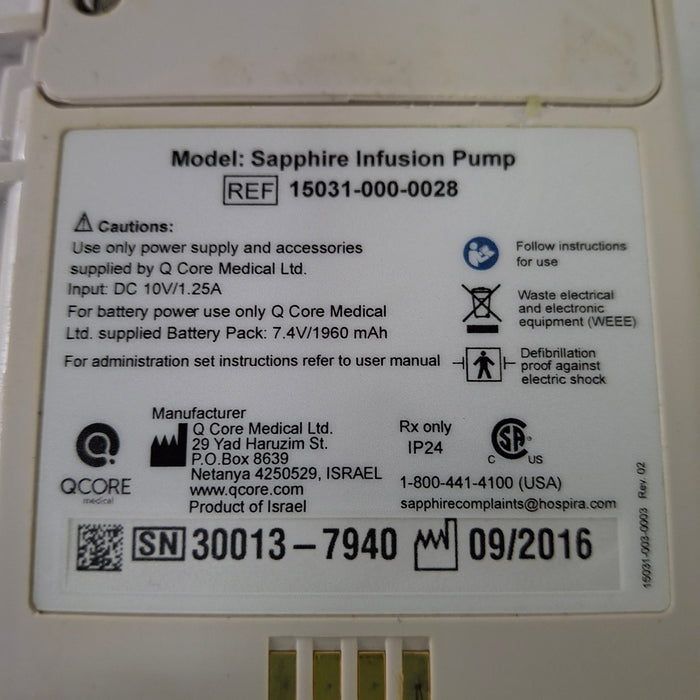 Model: Sapphire Infusion Pump
REF 15031-000-0028
Cautions:
Use only power supply and accessories
supplied by Q Core Medical Ltd.
Input: DC 10V/1.25A
For battery power use only Q Core Medical
Ltd. supplied Battery Pack: 7.4V/1960 mAh
For administration set instructions refer to user manual
Follow instructions
for use
Waste electrical
and electronic
equipment (WEEE)
Defibrillation
proof against
electric shock
QCORE
medical
Manufacturer
Q Core Medical Ltd.
29 Yad Haruzim St.
P.O.Box 8639
Netanya 4250529, ISRAEL
www.qcore.com
Product of Israel
Rx only
IP24
CSA
C US
1-800-441-4100 (USA)
sapphirecomplaints@hospira.com
SN 30013-7940 09/2016
15031-003-0003 Rev. 02